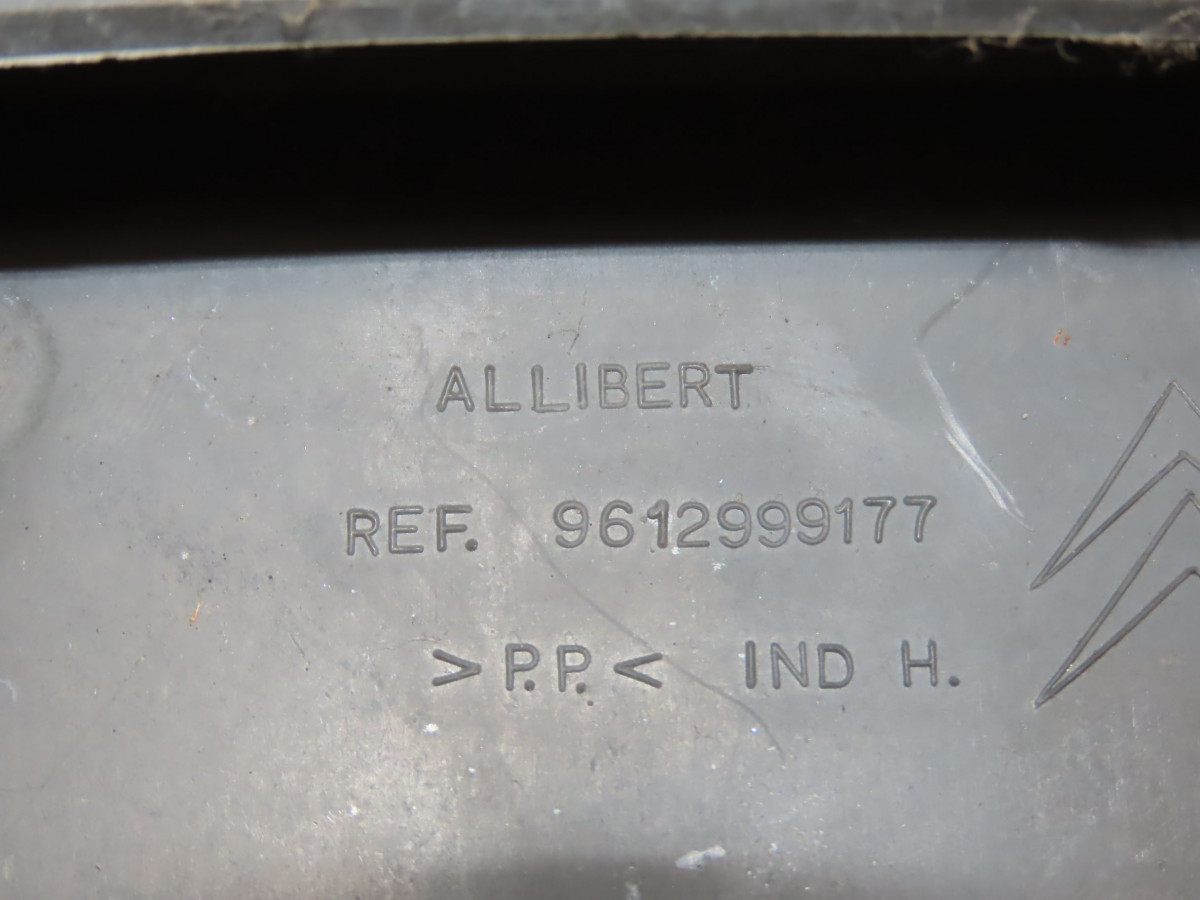 ALLIBERT
REF. 9612999177
>P.P.< IND H.